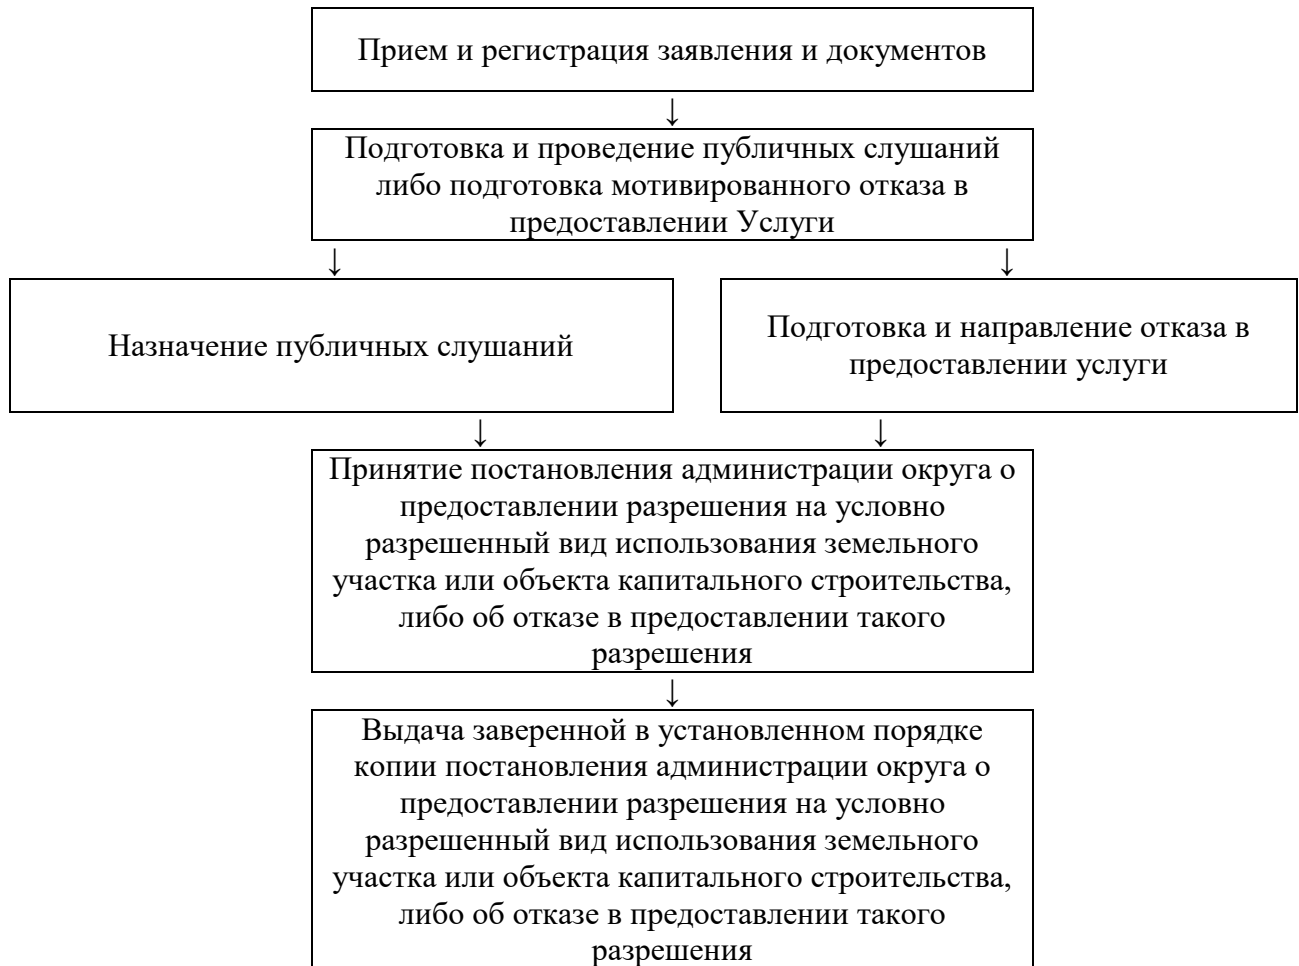 Прием и регистрация заявления и документов
↓
Подготовка и проведение публичных слушаний
либо подготовка мотивированного отказа в
предоставлении Услуги
↓ ↓
Назначение публичных слушаний
Подготовка и направление отказа в
предоставлении услуги
↓ ↓
Принятие постановления администрации округа о
предоставлении разрешения на условно
разрешенный вид использования земельного
участка или объекта капитального строительства,
либо об отказе в предоставлении такого
разрешения
↓
Выдача заверенной в установленном порядке
копии постановления администрации округа о
предоставлении разрешения на условно
разрешенный вид использования земельного
участка или объекта капитального строительства,
либо об отказе в предоставлении такого
разрешения